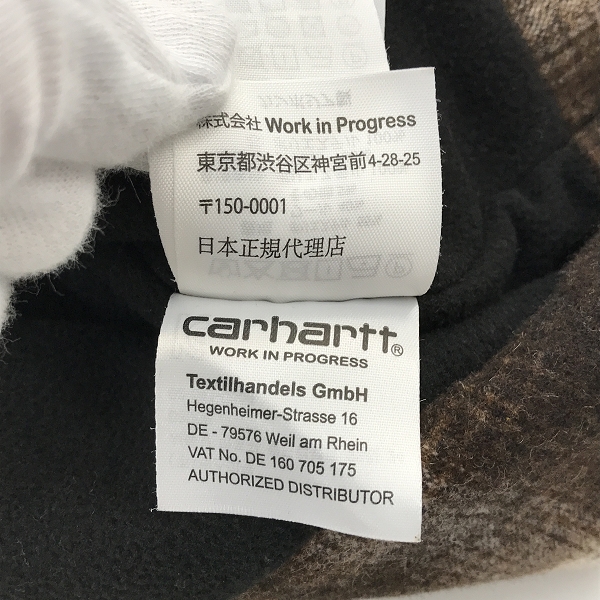 株式会社 Work in Progress
東京都渋谷区神宮前4-28-25
〒150-0001
日本正規代理店
carhartt®
WORK IN PROGRESS
Textilhandels GmbH
Hegenheimer-Strasse 16
DE - 79576 Weil am Rhein
VAT No. DE 160 705 175
AUTHORIZED DISTRIBUTOR